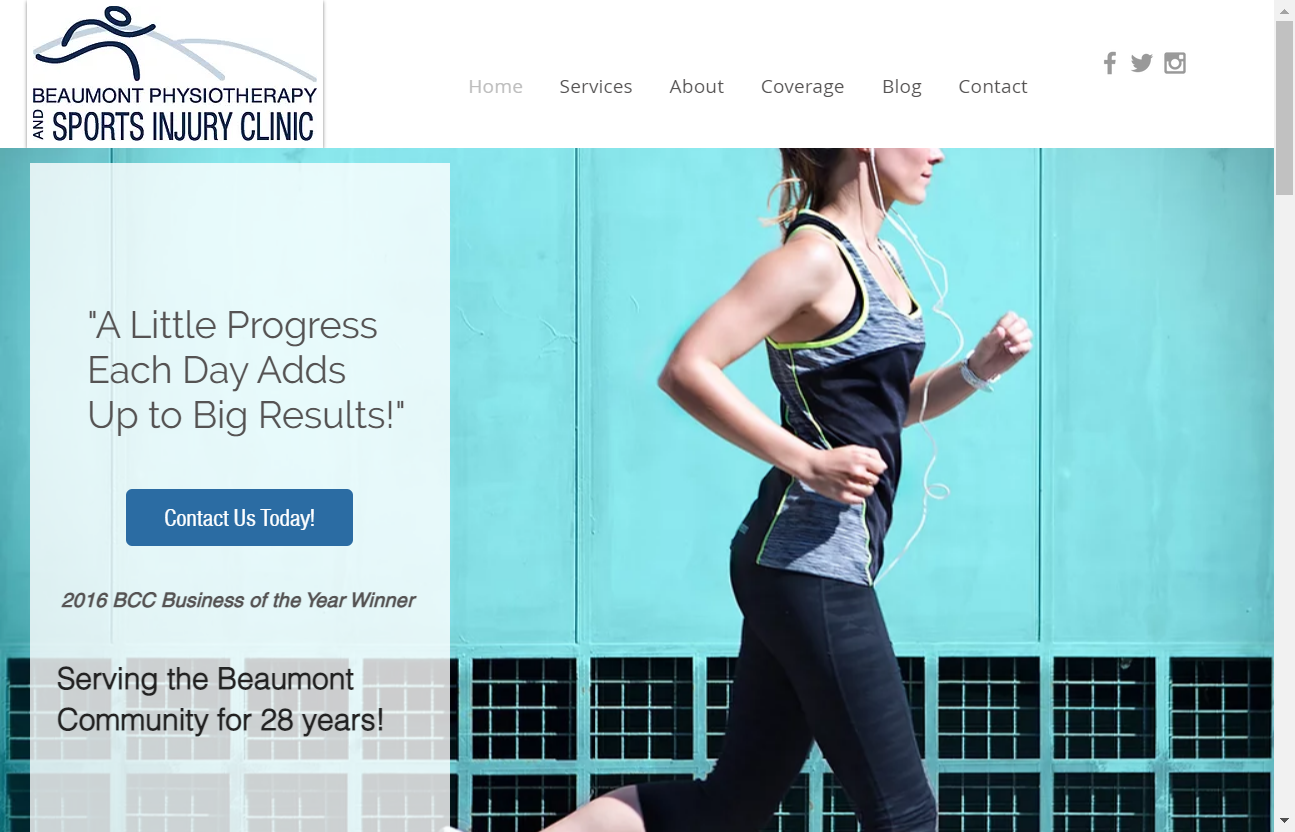 BEAUMONT PHYSIOTHERAPY
AND SPORTS INJURY CLINIC
Home Services About Coverage Blog Contact
"A Little Progress
Each Day Adds
Up to Big Results!"
Contact Us Today!
2016 BCC Business of the Year Winner
Serving the Beaumont
Community for 28 years!